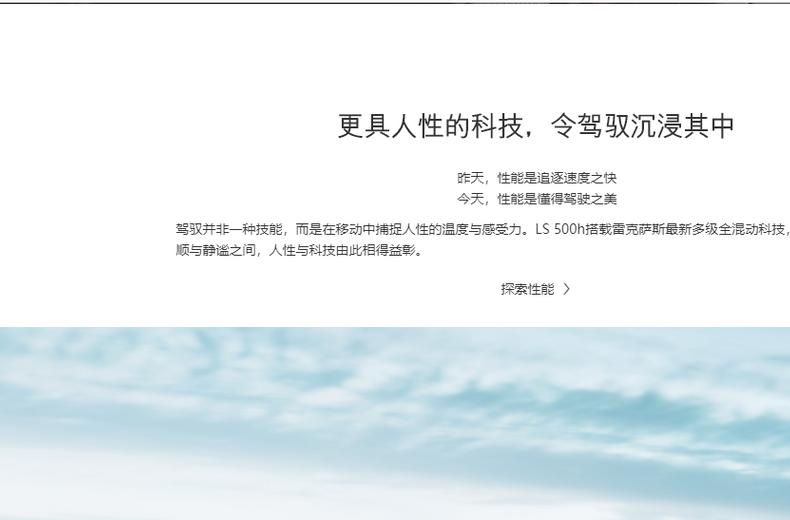 更具人性的科技，令驾驭沉浸其中
昨天，性能是追逐速度之快
今天，性能是懂得驾驶之美
驾驭并非一种技能，而是在移动中捕捉人性的温度与感受力。LS 500h搭载雷克萨斯最新多级全混动科技，
顺与静谧之间，人性与科技由此相得益彰。
探索性能 〉